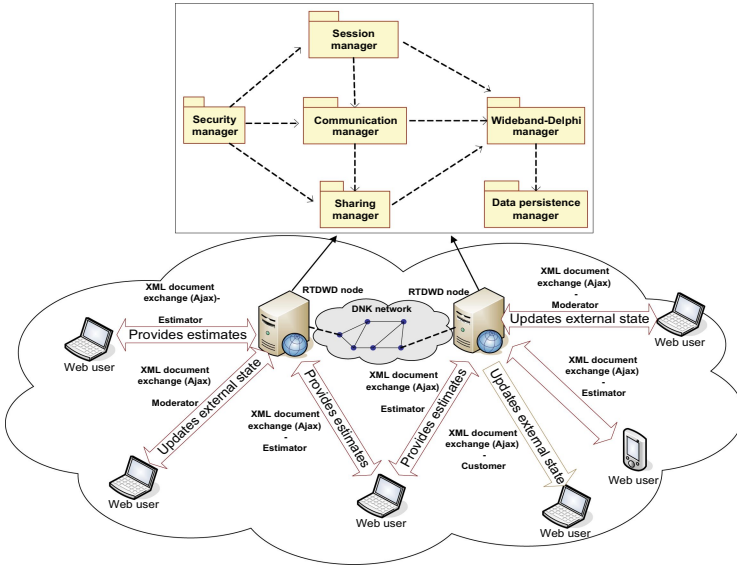 Session
manager
Security
manager
Communication
manager
Wideband-Delphi
manager
Sharing
manager
Data persistence
manager
XML document
exchange (Ajax)-
Estimator
Provides estimates
Web user
RTDWD node
DNK network
RTDWD node
XML document
exchange (Ajax)
-
Moderator
Updates external state
Web user
XML document
exchange (Ajax)
-
Moderator
Updates external state
Web user
XML document
exchange (Ajax)
-
Estimator
Provides estimates
XML document
exchange (Ajax)
-
Estimator
Provides estimates
Web user
XML document
exchange (Ajax)
-
Customer
Updates external state
Web user
XML document
exchange (Ajax)
-
Estimator
Web user